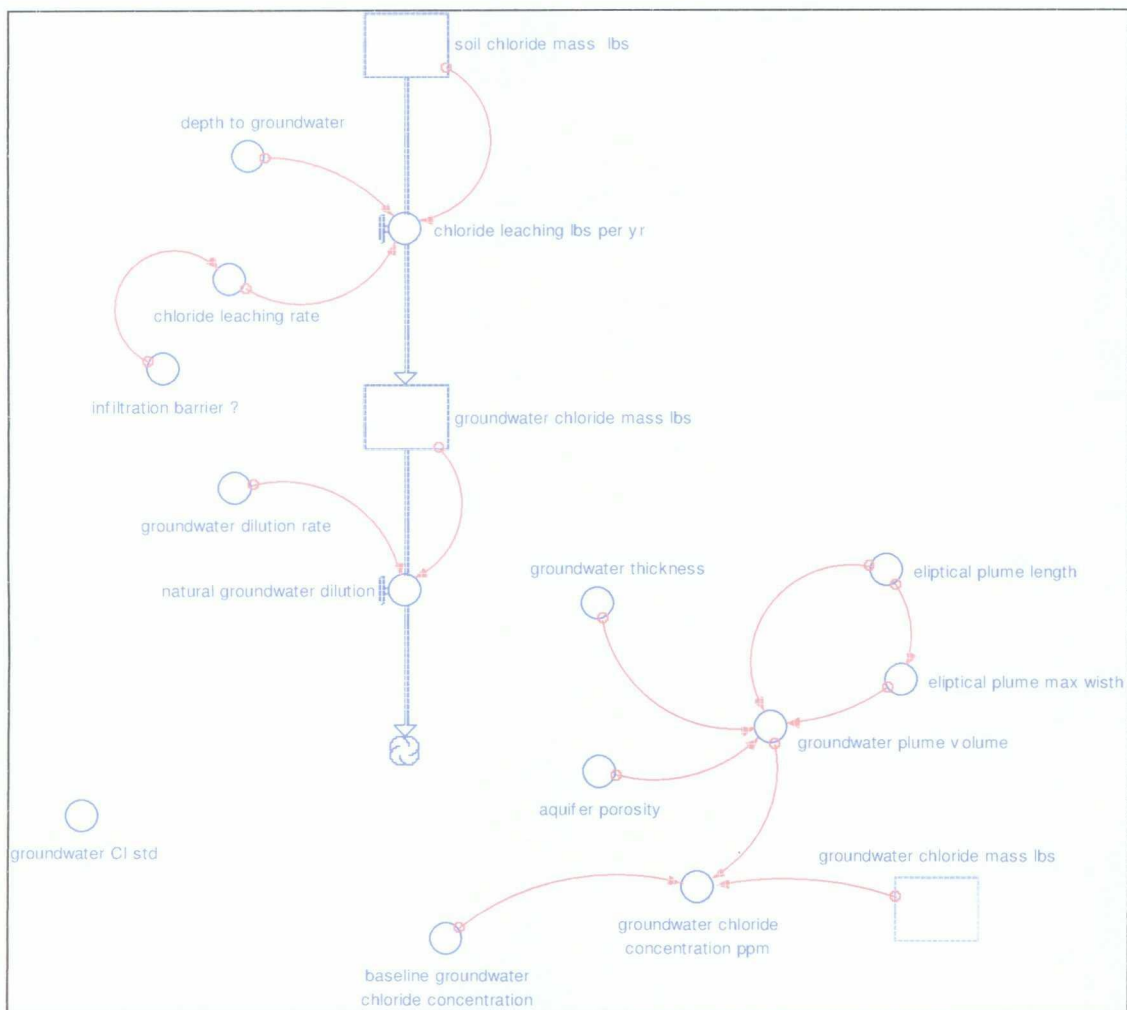 soil chloride mass lbs
depth to groundwater
chloride leaching lbs per yr
chloride leaching rate
infiltration barrier ?
groundwater chloride mass lbs
groundwater dilution rate
natural groundwater dilution
groundwater thickness
eliptical plume length
eliptical plume max wisth
groundwater plume volume
aquifer porosity
groundwater Cl std
groundwater chloride mass lbs
groundwater chloride
concentration ppm
baseline groundwater
chloride concentration